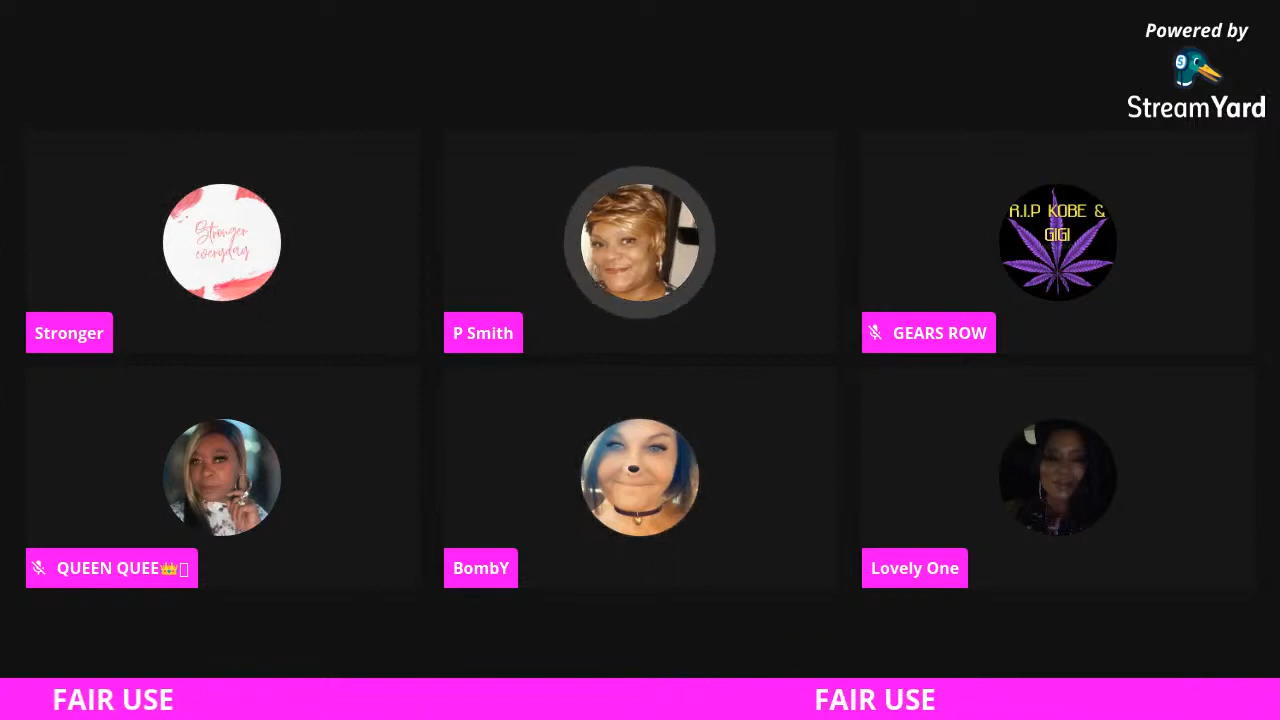 Powered by
StreamYard
Stronger
everyday
R.I.P KOBE &
GIGI
Stronger
P Smith
GEARS ROW
QUEEN QUEE👑
BombY
Lovely One
FAIR USE
FAIR USE